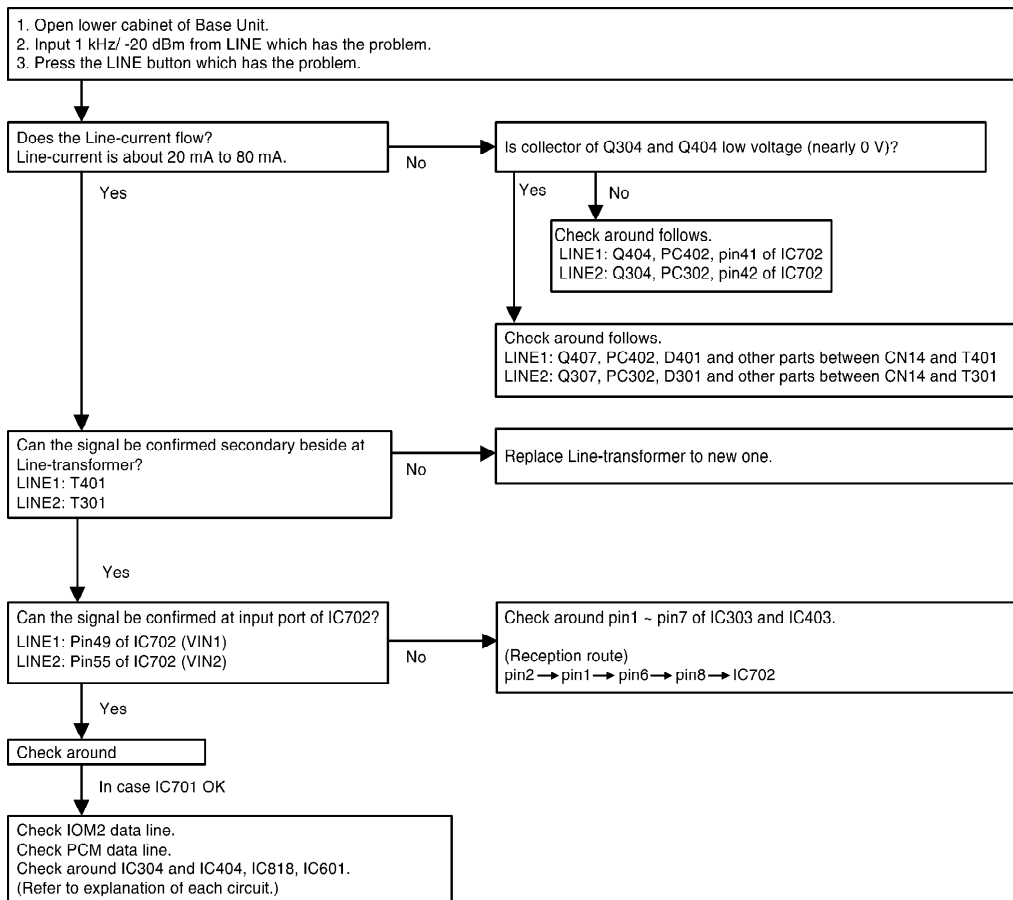 1. Open lower cabinet of Base Unit.
2. Input 1 kHz/ -20 dBm from LINE which has the problem.
3. Press the LINE button which has the problem.
Does the Line-current flow?
Line-current is about 20 mA to 80 mA.
No
Is collector of Q304 and Q404 low voltage (nearly 0 V)?
Yes
Yes
No
Check around follows.
LINE1: Q404, PC402, pin41 of IC702
LINE2: Q304, PC302, pin42 of IC702
Check around follows.
LINE1: Q407, PC402, D401 and other parts between CN14 and T401
LINE2: Q307, PC302, D301 and other parts between CN14 and T301
Can the signal be confirmed secondary beside at
Line-transformer?
LINE1: T401
LINE2: T301
No
Replace Line-transformer to new one.
Yes
Can the signal be confirmed at input port of IC702?
LINE1: Pin49 of IC702 (VIN1)
LINE2: Pin55 of IC702 (VIN2)
No
Check around pin1 ~ pin7 of IC303 and IC403.
(Reception route)
pin2→pin1→pin6→pin8→IC702
Yes
Check around
In case IC701 OK
Check IOM2 data line.
Check PCM data line.
Check around IC304 and IC404, IC818, IC601.
(Refer to explanation of each circuit.)